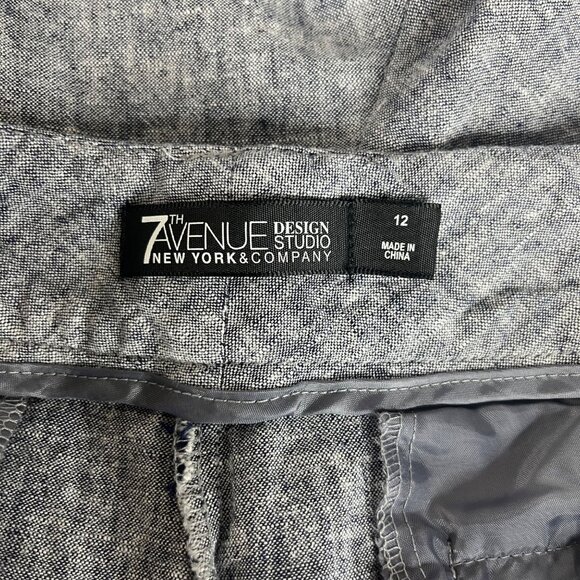 7TH AVENUE DESIGN STUDIO
NEW YORK & COMPANY
12
MADE IN
CHINA